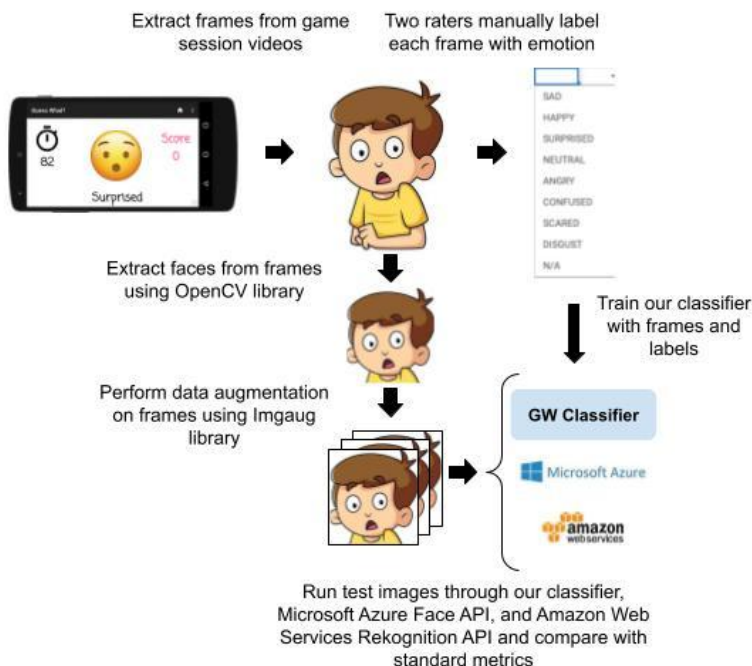 Extract frames from game
session videos
Two raters manually label
each frame with emotion
Guess What?
82
Score
0
Surprised
SAD
HAPPY
SURPRISED
NEUTRAL
ANGRY
CONFUSED
SCARED
DISGUST
N/A
Extract faces from frames
using OpenCV library
Train our classifier
with frames and
labels
Perform data augmentation
on frames using Imgaug
library
GW Classifier
Microsoft Azure
amazon
webservices
Run test images through our classifier,
Microsoft Azure Face API, and Amazon Web
Services Rekognition API and compare with
standard metrics